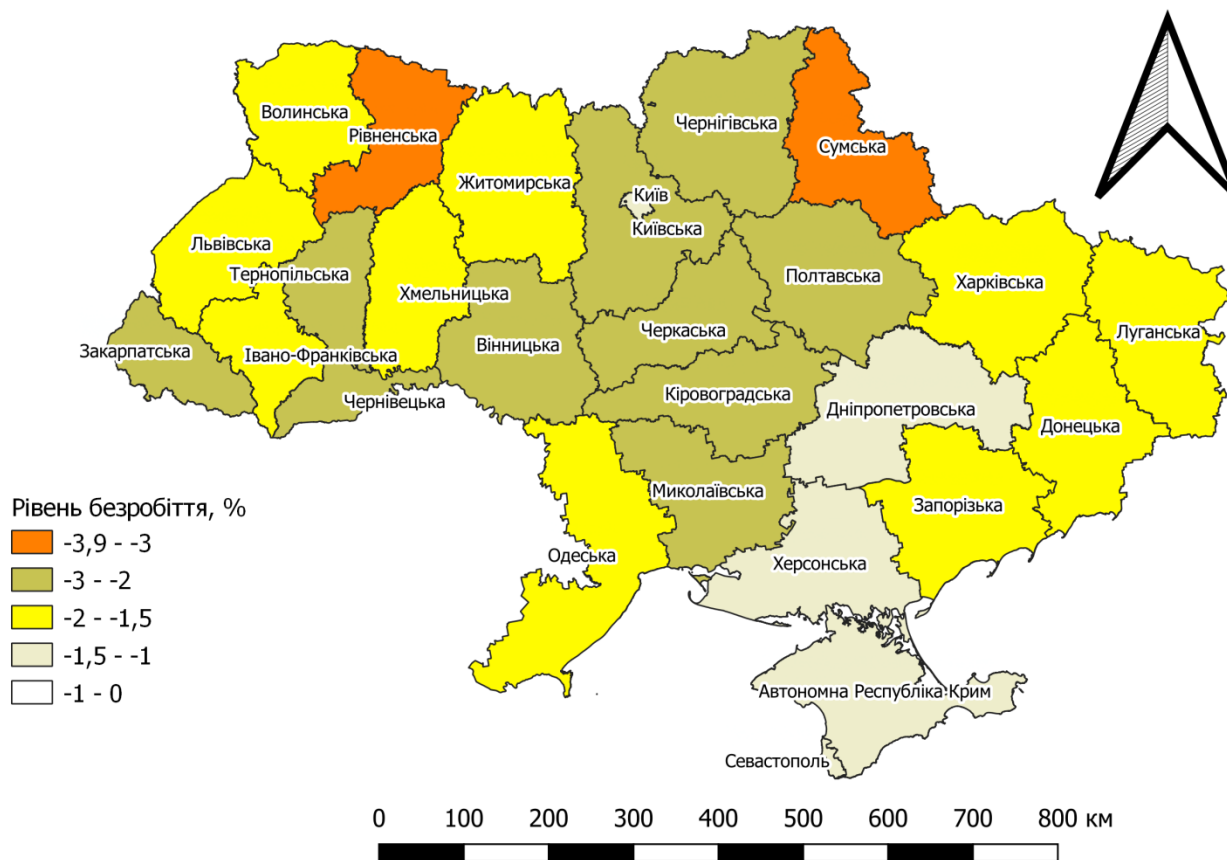 Волинська
Рівненська
Житомирська
Чернігівська
Сумська
Київ
Київська
Львівська
Тернопільська
Хмельницька
Полтавська
Харківська
Луганська
Закарпатська
Івано-Франківська
Вінницька
Черкаська
Чернівецька
Кіровоградська
Дніпропетровська
Донецька
Миколаївська
Запорізька
Одеська
Херсонська
Автономна Республіка Крим
Севастополь
Рівень безробіття, %
-3,9 - -3
-3 - -2
-2 - -1,5
-1,5 - -1
-1 - 0
0 100 200 300 400 500 600 700 800 км